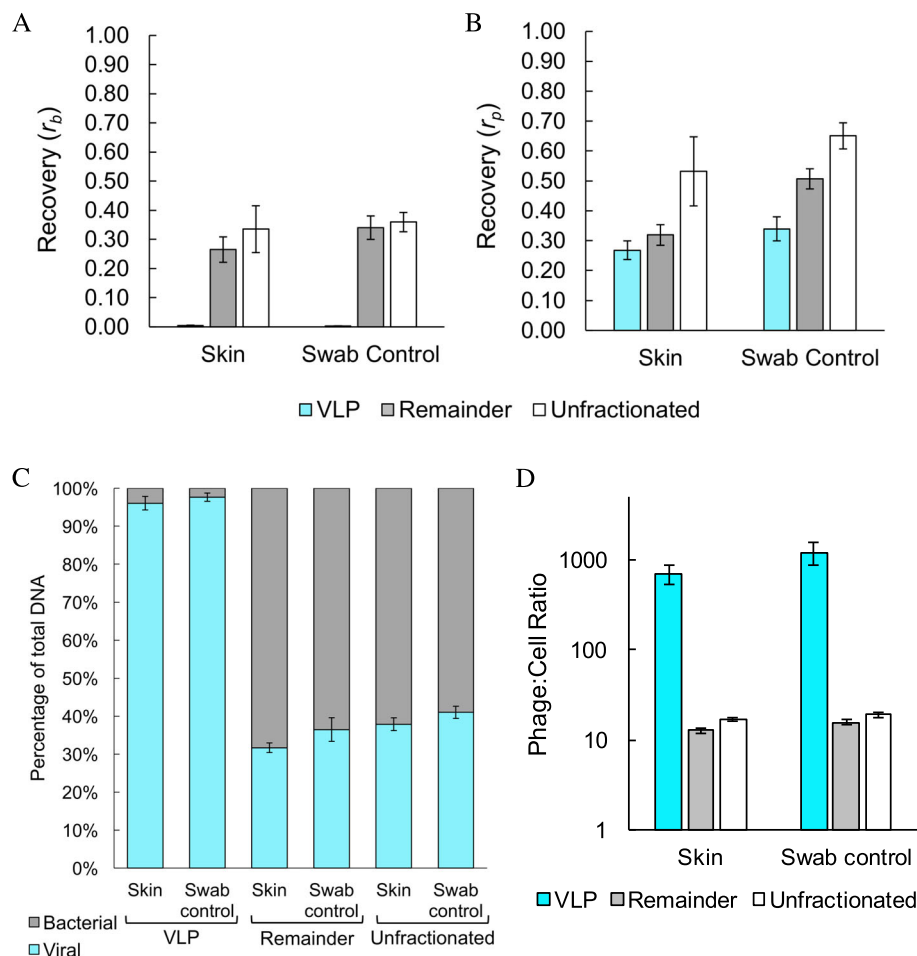 A
1.00
0.90
0.80
0.70
0.60
0.50
0.40
0.30
0.20
0.10
0.00
Recovery (rb)
Skin
Swab Control
B
1.00
0.90
0.80
0.70
0.60
0.50
0.40
0.30
0.20
0.10
0.00
Recovery (rp)
Skin
Swab Control
VLP Remainder Unfractionated
C
100%
90%
80%
70%
60%
50%
40%
30%
20%
10%
0%
Percentage of total DNA
Skin Swab control Skin Swab control Skin Swab control
VLP Remainder Unfractionated
Bacterial
Viral
D
1000
100
10
1
Phage:Cell Ratio
Skin
Swab control
VLP Remainder Unfractionated